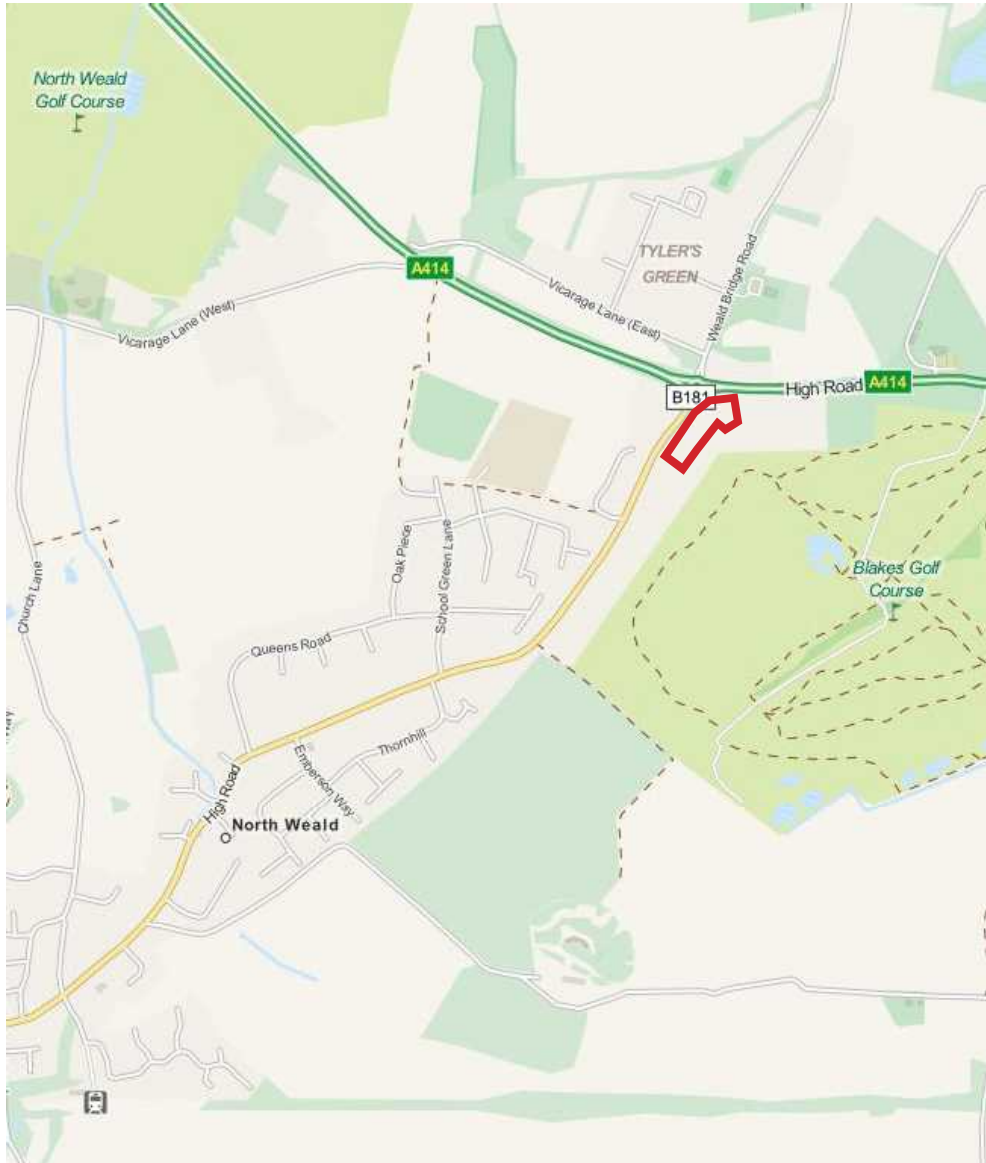 North Weald
Golf Course
TYLER'S
GREEN
A414
Vicarage Lane (East)
Weald Bridge Road
Vicarage Lane (West)
High Road
A414
B181
Church Lane
Oak Piece
School Green Lane
Blakes Golf
Course
Queens Road
Thornhill
Emberson Way
High Road
North Weald